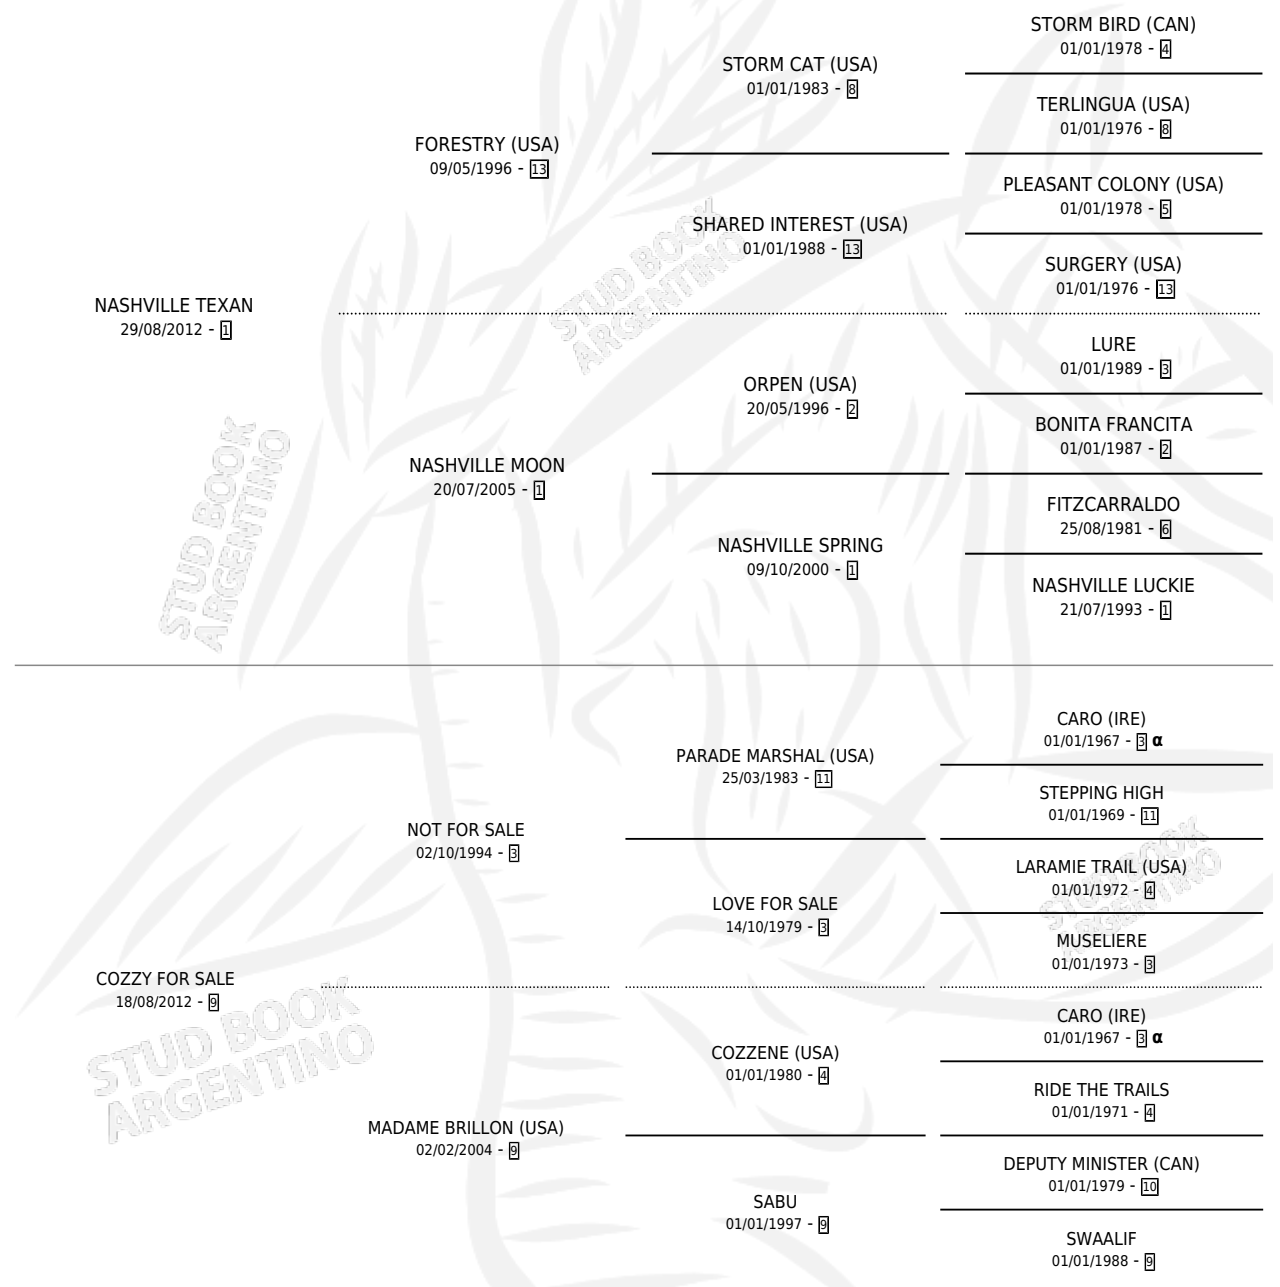 STORM BIRD (CAN)
01/01/1978 - 4
STORM CAT (USA)
01/01/1983 - 8
TERLINGUA (USA)
01/01/1976 - 8
FORESTRY (USA)
09/05/1996 - 13
PLEASANT COLONY (USA)
01/01/1978 - 5
SHARED INTEREST (USA)
01/01/1988 - 13
SURGERY (USA)
01/01/1976 - 13
NASHVILLE TEXAN
29/08/2012 - 1
LURE
01/01/1989 - 3
ORPEN (USA)
20/05/1996 - 2
BONITA FRANCITA
01/01/1987 - 2
NASHVILLE MOON
20/07/2005 - 1
FITZCARRALDO
25/08/1981 - 6
NASHVILLE SPRING
09/10/2000 - 1
NASHVILLE LUCKIE
21/07/1993 - 1
CARO (IRE)
01/01/1967 - 3 α
PARADE MARSHAL (USA)
25/03/1983 - 11
STEPPING HIGH
01/01/1969 - 11
NOT FOR SALE
02/10/1994 - 3
LARAMIE TRAIL (USA)
01/01/1972 - 4
LOVE FOR SALE
14/10/1979 - 3
MUSELIERE
01/01/1973 - 3
COZZY FOR SALE
18/08/2012 - 9
CARO (IRE)
01/01/1967 - 3 α
COZZENE (USA)
01/01/1980 - 4
RIDE THE TRAILS
01/01/1971 - 4
MADAME BRILLON (USA)
02/02/2004 - 9
DEPUTY MINISTER (CAN)
01/01/1979 - 10
SABU
01/01/1997 - 9
SWAALIF
01/01/1988 - 9
STUD BOOK
ARGENTINO
STUD BOOK
ARGENTINO
STUD BOOK
ARGENTINO
STUD BOOK
ARGENTINO